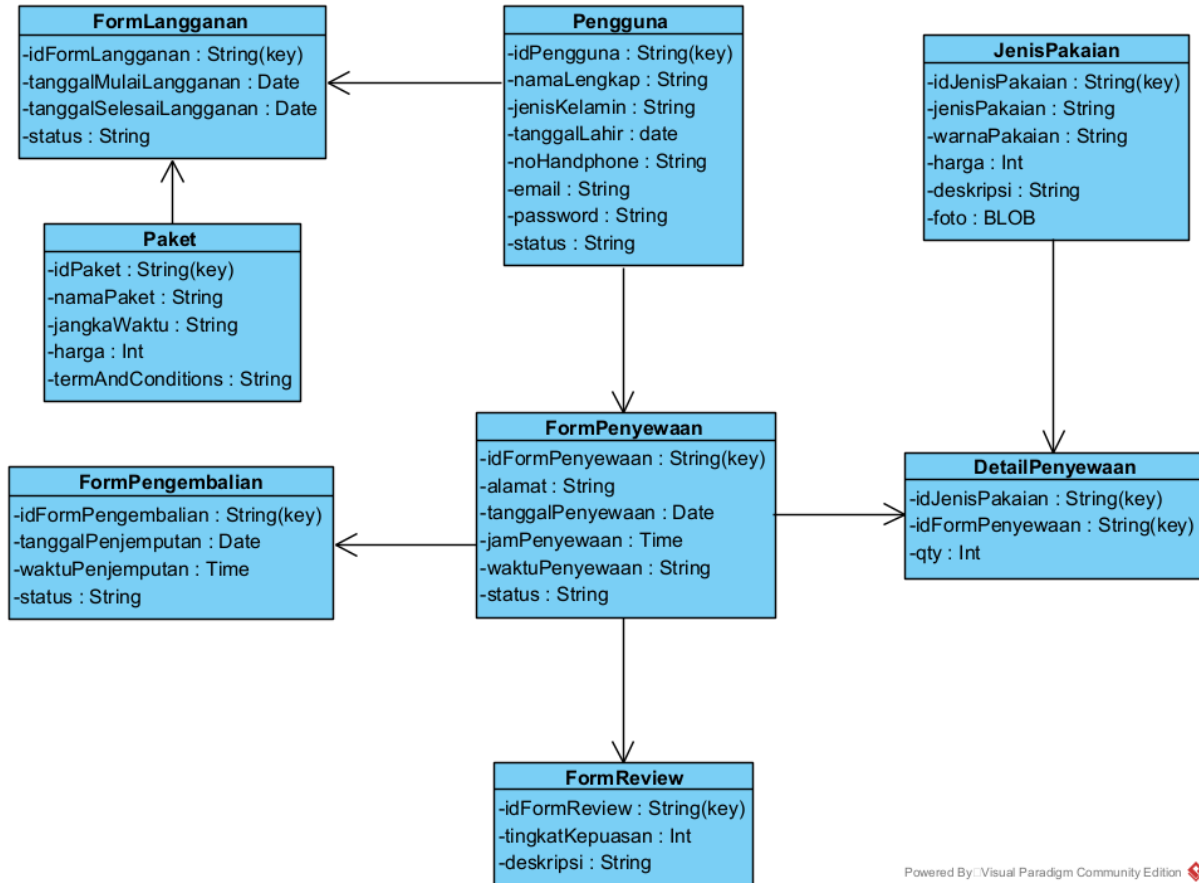 FormLangganan
-idFormLangganan : String(key)
-tanggalMulaiLangganan : Date
-tanggalSelesaiLangganan : Date
-status : String
Pengguna
-idPengguna : String(key)
-namaLengkap : String
-jenisKelamin : String
-tanggalLahir : date
-noHandphone : String
-email : String
-password : String
-status : String
JenisPakaian
-idJenisPakaian : String(key)
-jenisPakaian : String
-warnaPakaian : String
-harga : Int
-deskripsi : String
-foto : BLOB
Paket
-idPaket : String(key)
-namaPaket : String
-jangkaWaktu : String
-harga : Int
-termAndConditions : String
FormPenyewaan
-idFormPenyewaan : String(key)
-alamat : String
-tanggalPenyewaan : Date
-jamPenyewaan : Time
-waktuPenyewaan : String
-status : String
FormPengembalian
-idFormPengembalian : String(key)
-tanggalPenjemputan : Date
-waktuPenjemputan : Time
-status : String
DetailPenyewaan
-idJenisPakaian : String(key)
-idFormPenyewaan : String(key)
-qty : Int
FormReview
-idFormReview : String(key)
-tingkatKepuasan : Int
-deskripsi : String
Powered By Visual Paradigm Community Edition